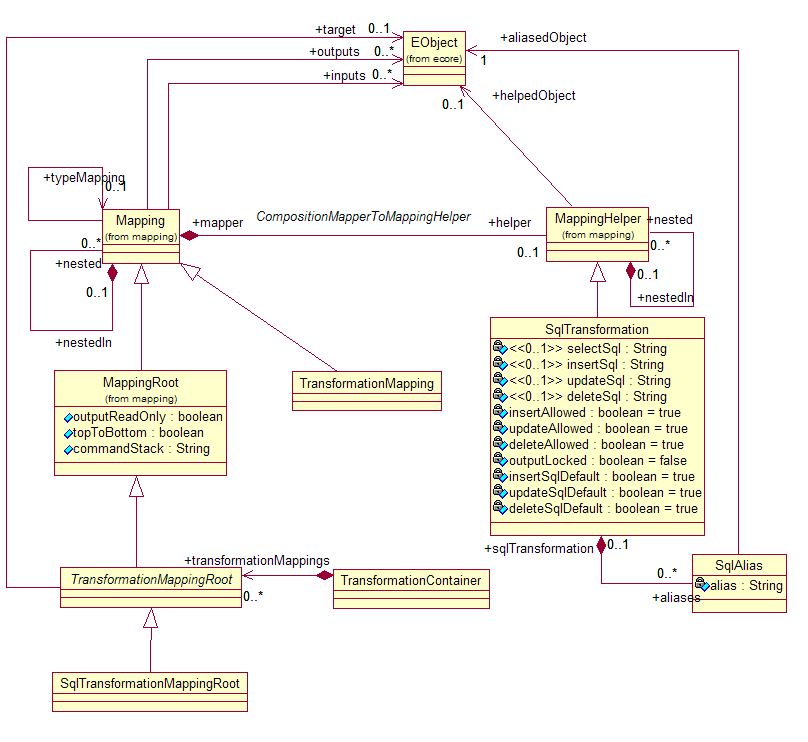 +target 0..1
+outputs 0..*
+inputs 0..*
EObject
(from ecore)
+aliasedObject
1
0..1
+helpedObject
+typeMapping
0..1
Mapping
(from mapping)
+mapper
CompositionMapperToMappingHelper
+helper
0..1
MappingHelper
(from mapping)
+nested
0..*
0..1
+nestedIn
0..*
+nested
0..1
+nestedIn
MappingRoot
(from mapping)
outputReadOnly : boolean
topToBottom : boolean
commandStack : String
TransformationMapping
SqlTransformation
<<0..1>> selectSql : String
<<0..1>> insertSql : String
<<0..1>> updateSql : String
<<0..1>> deleteSql : String
insertAllowed : boolean = true
updateAllowed : boolean = true
deleteAllowed : boolean = true
outputLocked : boolean = false
insertSqlDefault : boolean = true
updateSqlDefault : boolean = true
deleteSqlDefault : boolean = true
+sqlTransformation
0..1
0..*
+aliases
SqlAlias
alias : String
TransformationMappingRoot
+transformationMappings
0..*
TransformationContainer
SqlTransformationMappingRoot